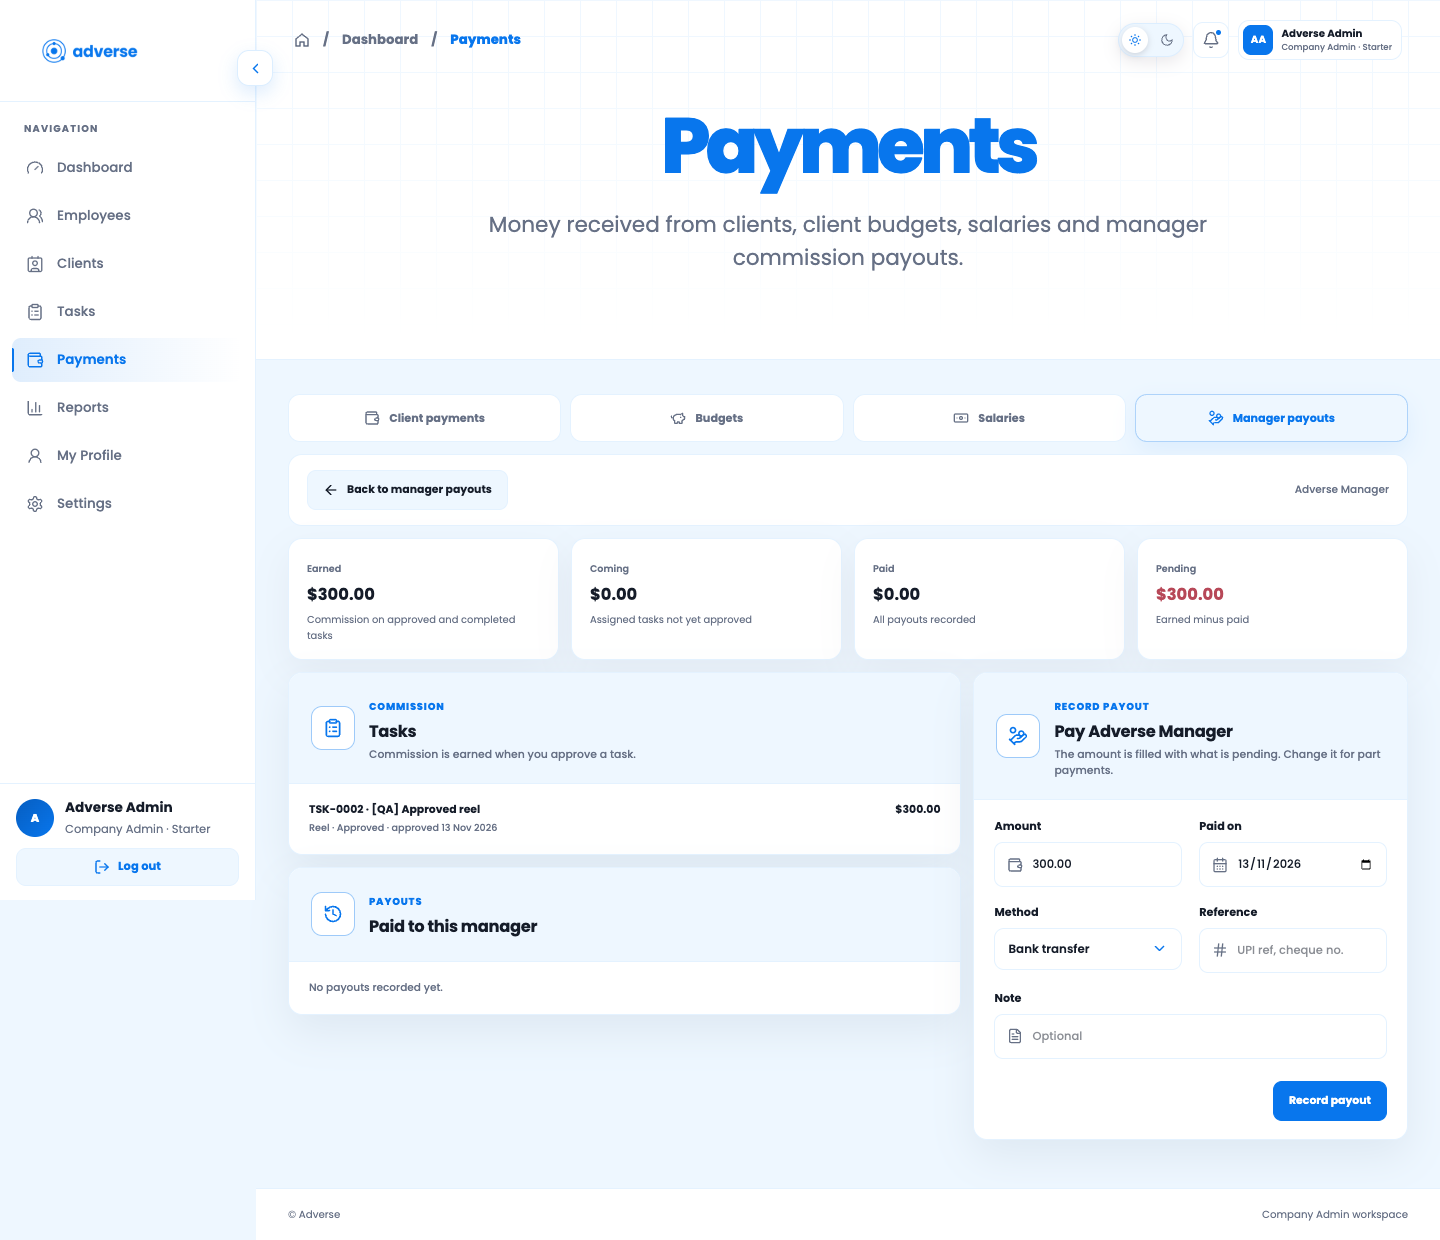 adverse
NAVIGATION
Dashboard
Employees
Clients
Tasks
Payments
Reports
My Profile
Settings
A
Adverse Admin
Company Admin · Starter
Log out
/ Dashboard / Payments
AA
Adverse Admin
Company Admin · Starter
Payments
Money received from clients, client budgets, salaries and manager
commission payouts.
Client payments
Budgets
Salaries
Manager payouts
Back to manager payouts
Adverse Manager
Earned
$300.00
Commission on approved and completed
tasks
Coming
$0.00
Assigned tasks not yet approved
Paid
$0.00
All payouts recorded
Pending
$300.00
Earned minus paid
COMMISSION
Tasks
Commission is earned when you approve a task.
TSK-0002 · [QA] Approved reel
$300.00
Reel · Approved · approved 13 Nov 2026
PAYOUTS
Paid to this manager
No payouts recorded yet.
RECORD PAYOUT
Pay Adverse Manager
The amount is filled with what is pending. Change it for part
payments.
Amount
300.00
Paid on
13/11/2026
Method
Bank transfer
Reference
UPI ref, cheque no.
Note
Optional
Record payout
© Adverse
Company Admin workspace